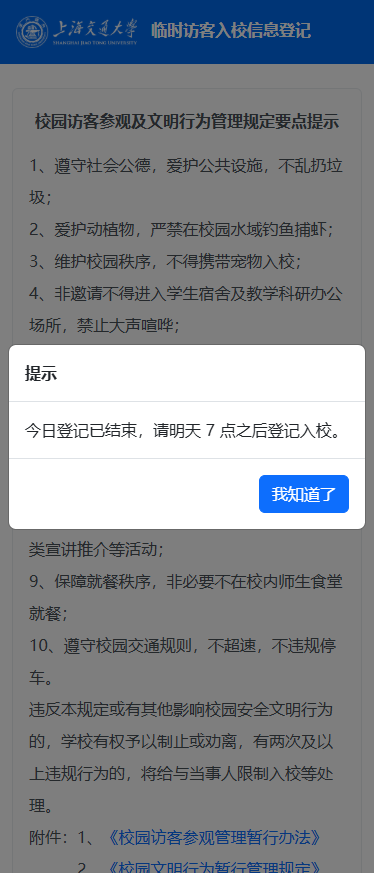 上海交通大学 临时访客入校信息登记
SHANGHAI JIAO TONG UNIVERSITY
校园访客参观及文明行为管理规定要点提示
1、遵守社会公德，爱护公共设施，不乱扔垃
圾；
2、爱护动植物，严禁在校园水域钓鱼捕虾；
3、维护校园秩序，不得携带宠物入校；
4、非邀请不得进入学生宿舍及教学科研办公
场所，禁止大声喧哗；
提示
今日登记已结束，请明天 7 点之后登记入校。
我知道了
类宣讲推介等活动；
9、保障就餐秩序，非必要不在校内师生食堂
就餐；
10、遵守校园交通规则，不超速，不违规停
车。
违反本规定或有其他影响校园安全文明行为
的，学校有权予以制止或劝离，有两次及以
上违规行为的，将给与当事人限制入校等处
理。
附件：1、《校园访客参观管理暂行办法》
2、《校园文明行为暂行管理规定》